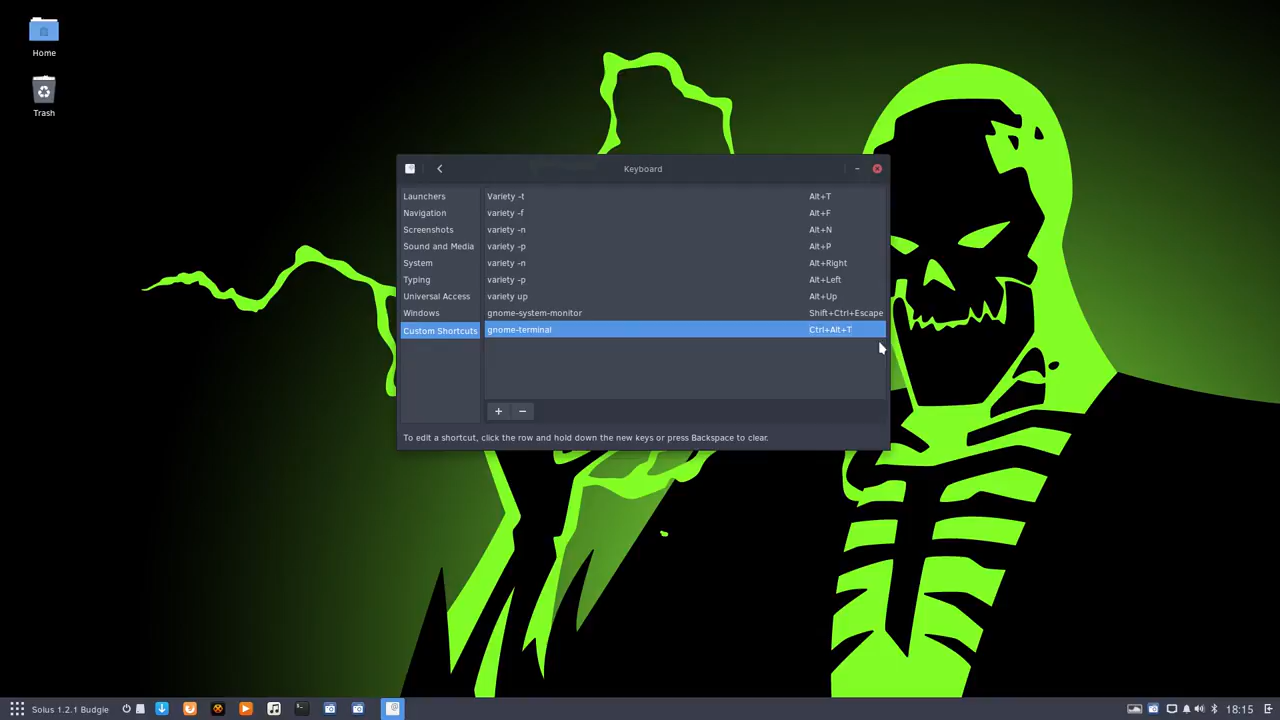 Home
Trash
Keyboard
Launchers
Navigation
Screenshots
Sound and Media
System
Typing
Universal Access
Windows
Custom Shortcuts
Variety -t Alt+T
variety -f Alt+F
variety -n Alt+N
variety -p Alt+P
variety -n Alt+Right
variety -p Alt+Left
variety up Alt+Up
gnome-system-monitor Shift+Ctrl+Escape
gnome-terminal Ctrl+Alt+T
To edit a shortcut, click the row and hold down the new keys or press Backspace to clear.
Solus 1.2.1 Budgie
18:15